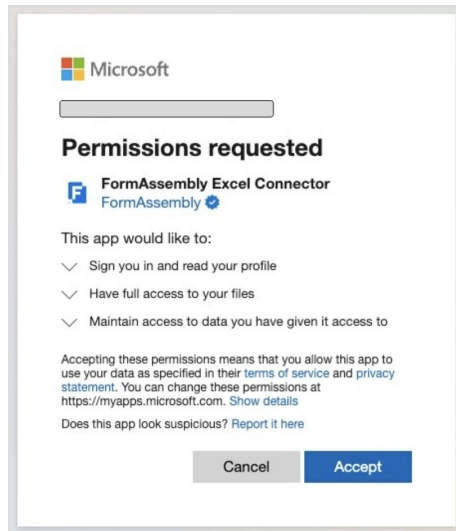 Microsoft
Permissions requested
FormAssembly Excel Connector
FormAssembly
This app would like to:
Sign you in and read your profile
Have full access to your files
Maintain access to data you have given it access to
Accepting these permissions means that you allow this app to
use your data as specified in their terms of service and privacy
statement. You can change these permissions at
https://myapps.microsoft.com. Show details
Does this app look suspicious? Report it here
Cancel
Accept